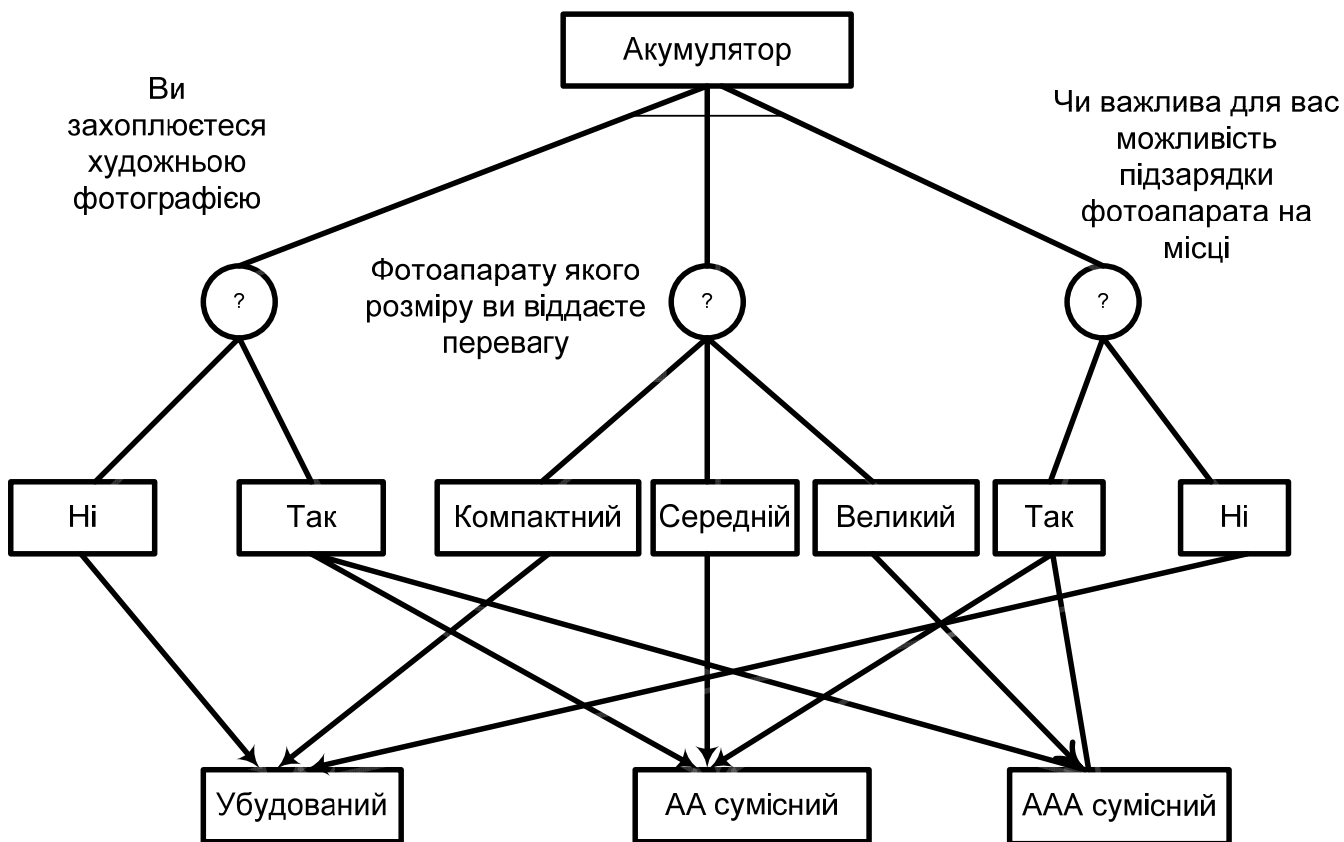 Акумулятор
Ви
захоплюєтеся
художньою
фотографією
Чи важлива для вас
можливість
підзарядки
фотоапарата на
місці
Фотоапарату якого
розміру ви віддаєте
перевагу
?
?
?
Ні
Так
Компактний
Середній
Великий
Так
Ні
Убудований
АА сумісний
ААА сумісний